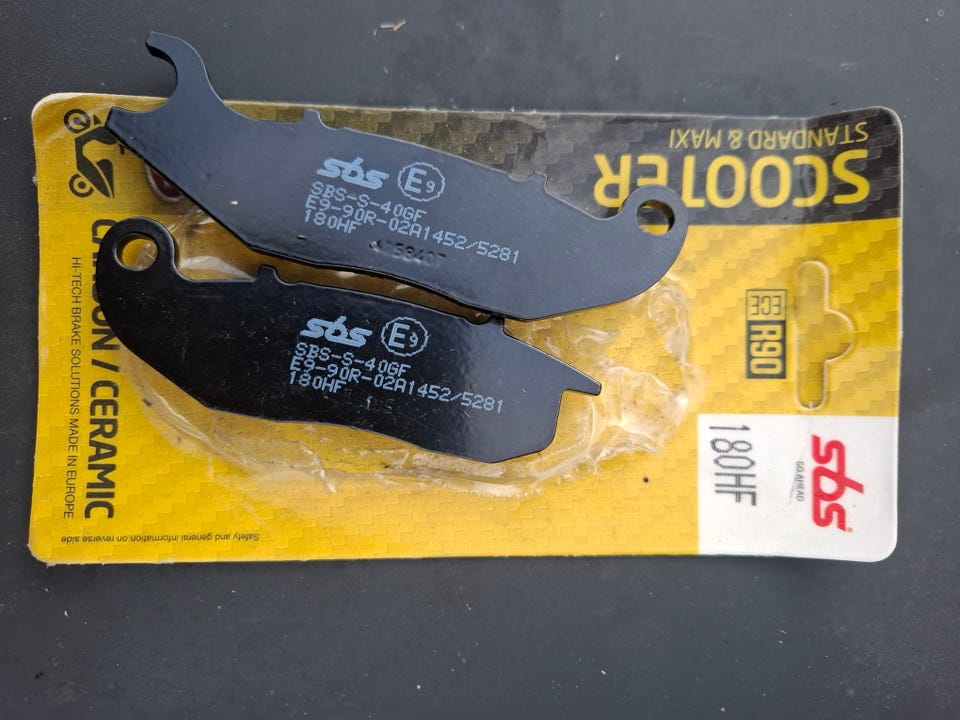 SCOOTER
STANDARD & MAXI
sbs E9
SBS-S-40GF
E9-90R-02A1452/5281
180HF
sbs E9
SBS-S-40GF
E9-90R-02A1452/5281
180HF
ECE R90
sbs
GO AHEAD
180HF
CARBON / CERAMIC
HI-TECH BRAKE SOLUTIONS MADE IN EUROPE
Safety and general information on reverse side